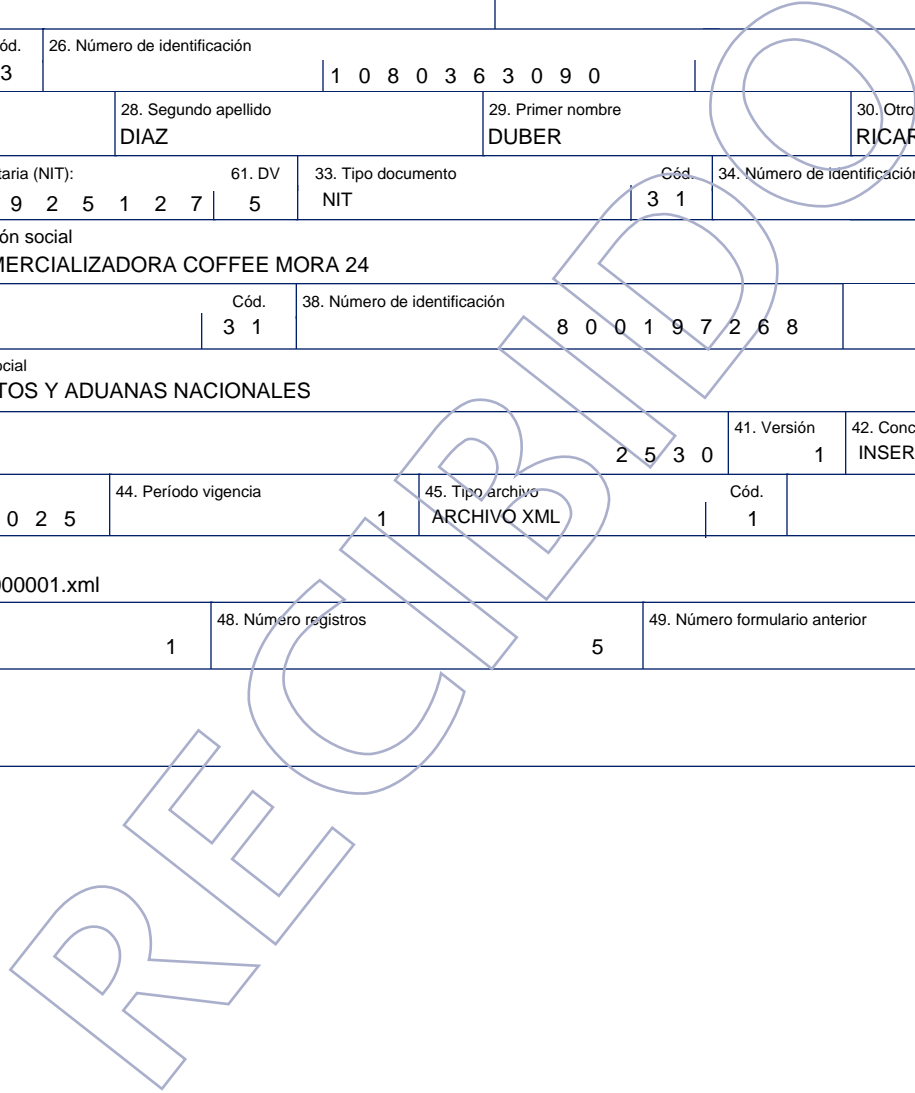 ód. 26. Número de identificación
3 1 0 8 0 3 6 3 0 9 0
28. Segundo apellido 29. Primer nombre 30. Otro
DIAZ DUBER RICAR
taria (NIT): 61. DV 33. Tipo documento Cód. 34. Número de identificación
9 2 5 1 2 7 5 NIT 3 1
ón social
MERCIALIZADORA COFFEE MORA 24
Cód. 38. Número de identificación
3 1 8 0 0 1 9 7 2 6 8
ocial
TOS Y ADUANAS NACIONALES
41. Versión 42. Conc
2 5 3 0 1 INSER
44. Período vigencia 45. Tipo archivo Cód.
0 2 5 1 ARCHIVO XML 1
000001.xml
48. Número registros 49. Número formulario anterior
1 5
RECIBIDO